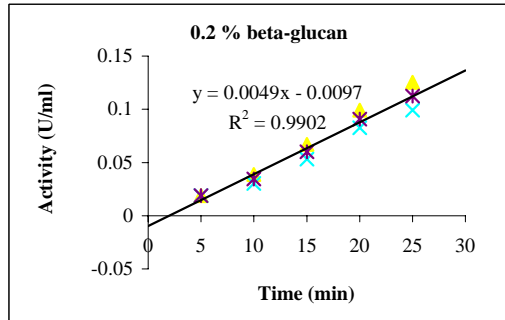 0.2 % beta-glucan
y = 0.0049x - 0.0097
R² = 0.9902
Activity (U/ml)
0.15
0.1
0.05
0
-0.05
0 5 10 15 20 25 30
Time (min)